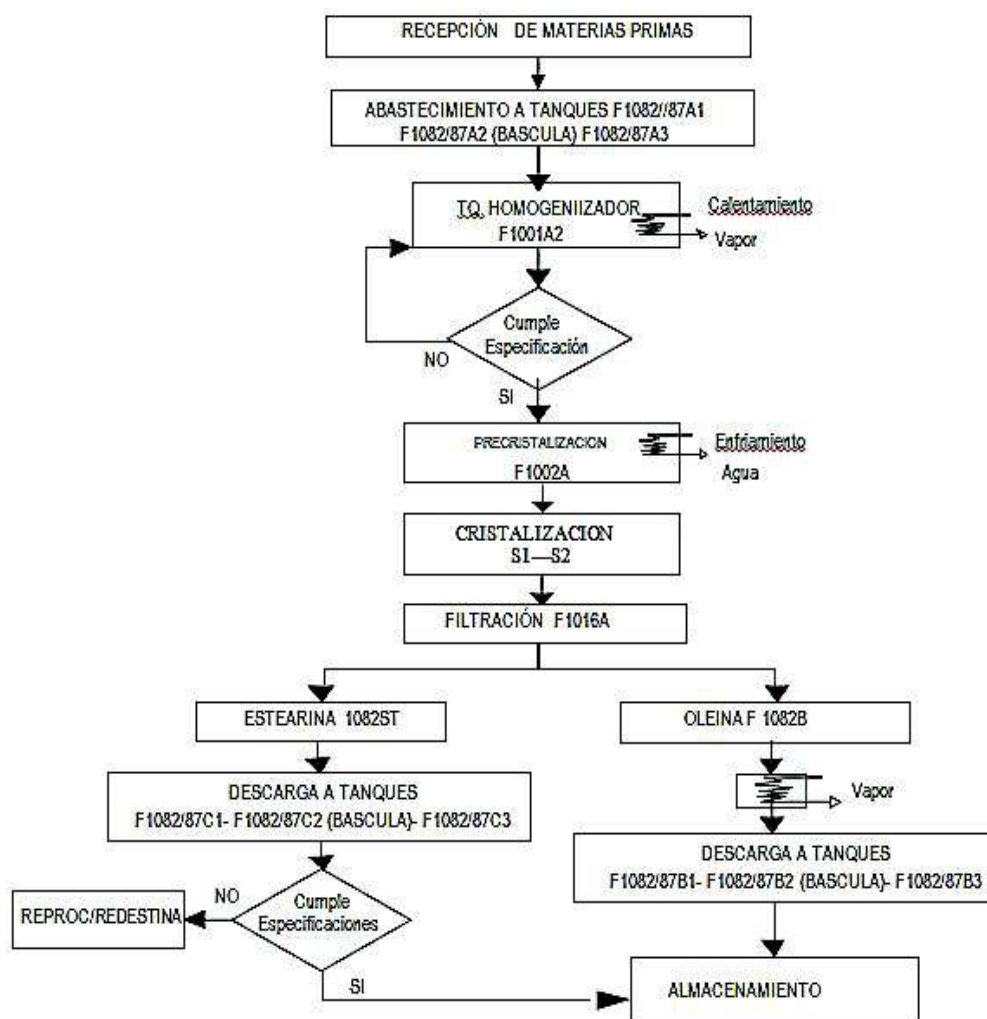 RECEPCIÓN DE MATERIAS PRIMAS
ABASTECIMIENTO A TANQUES F1082//87A1
F1082/87A2 (BASCULA) F1082/87A3
TQ. HOMOGENIIZADOR
F1001A2
Calentamiento
Vapor
Cumple
Especificación
NO
SI
PRECRISTALIZACION
F1002A
Enfriamiento
Agua
CRISTALIZACION
S1—S2
FILTRACIÓN F1016A
ESTEARINA 1082ST
OLEINA F 1082B
Vapor
DESCARGA A TANQUES
F1082/87C1- F1082/87C2 (BASCULA)- F1082/87C3
DESCARGA A TANQUES
F1082/87B1- F1082/87B2 (BASCULA)- F1082/87B3
NO
Cumple
Especificaciones
REPROC/REDESTINA
SI
ALMACENAMIENTO